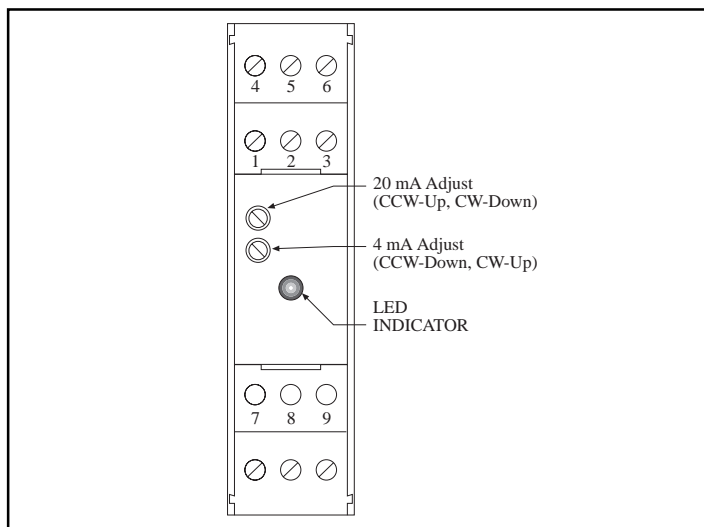 4 5 6
1 2 3
20 mA Adjust
(CCW-Up, CW-Down)
4 mA Adjust
(CCW-Down, CW-Up)
LED
INDICATOR
7 8 9